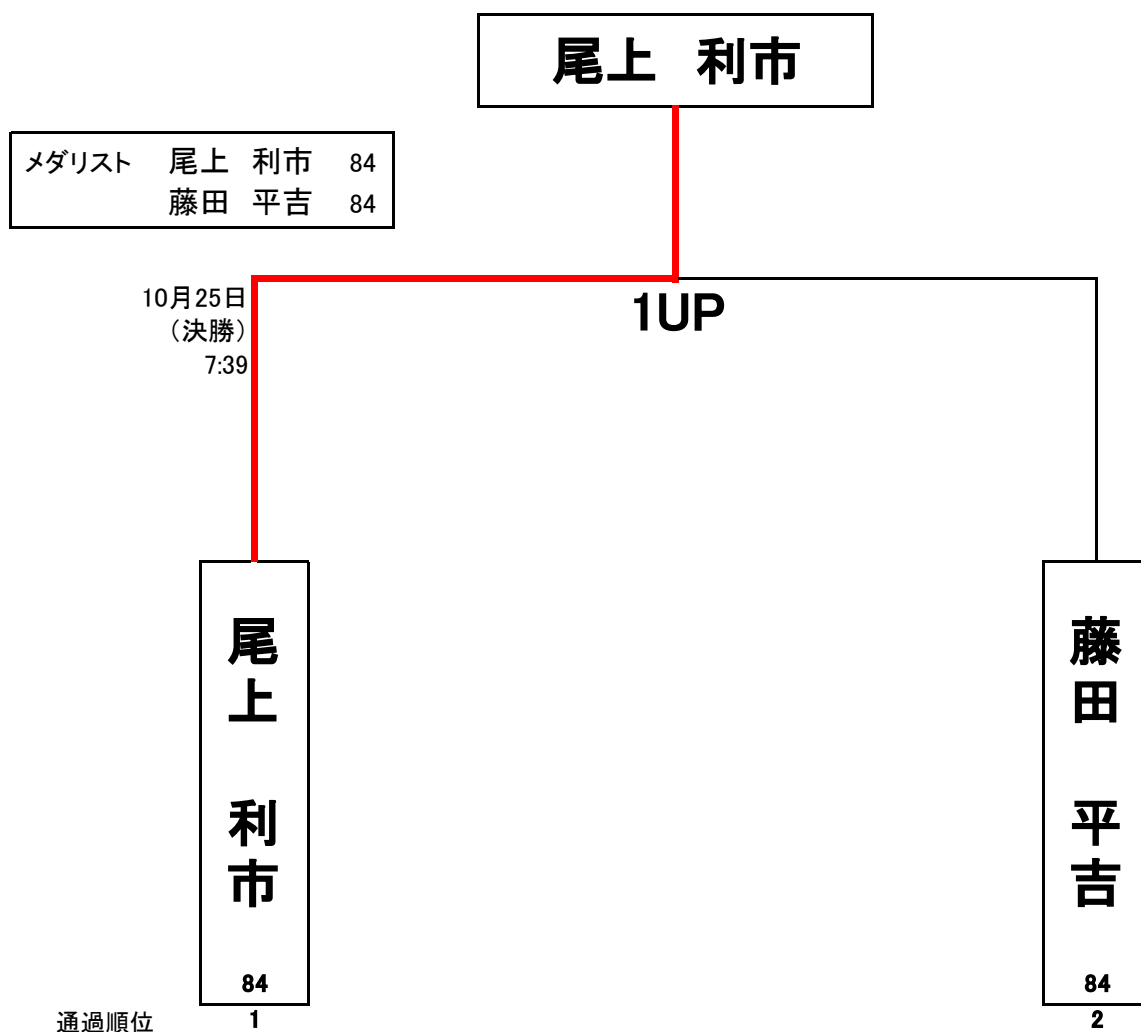 尾上　利市
メダリスト　尾上　利市　84
藤田　平吉　84
10月25日
（決勝）
7:39
1UP
尾上　利市
84
藤田　平吉
84
通過順位　1　2